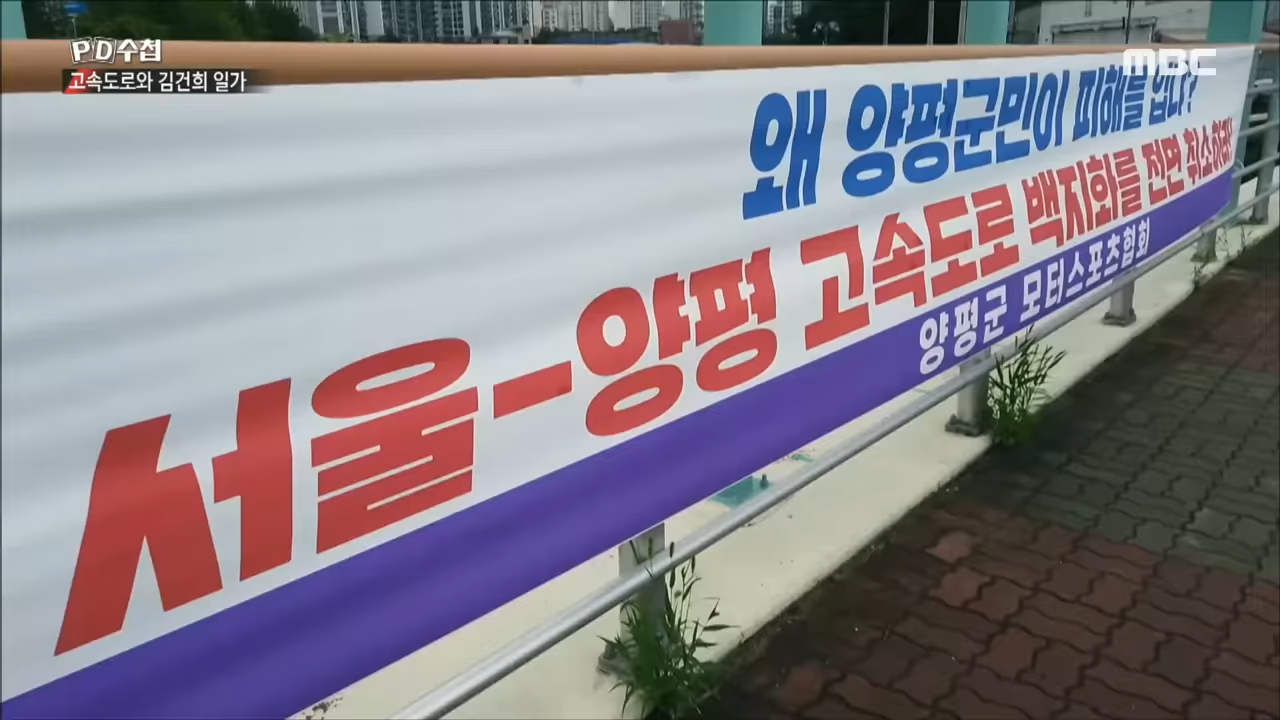 PD수첩
고속도로와 김건희 일가
MBC
왜 양평군민이 피해를 입나?
서울-양평 고속도로 백지화를 전면 취소하라!
양평군 모터스포츠협회